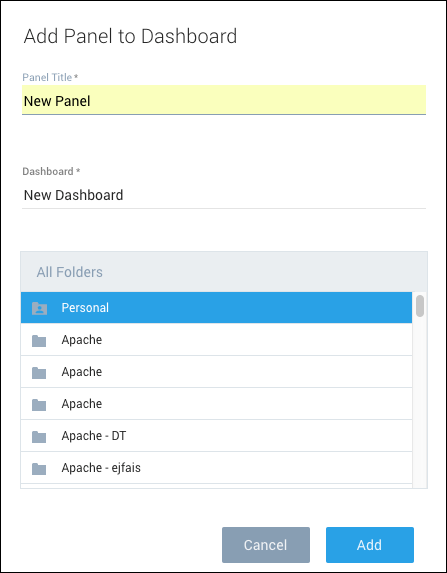 Add Panel to Dashboard
Panel Title *
New Panel
Dashboard *
New Dashboard
All Folders
Personal
Apache
Apache
Apache
Apache - DT
Apache - ejfais
Cancel
Add